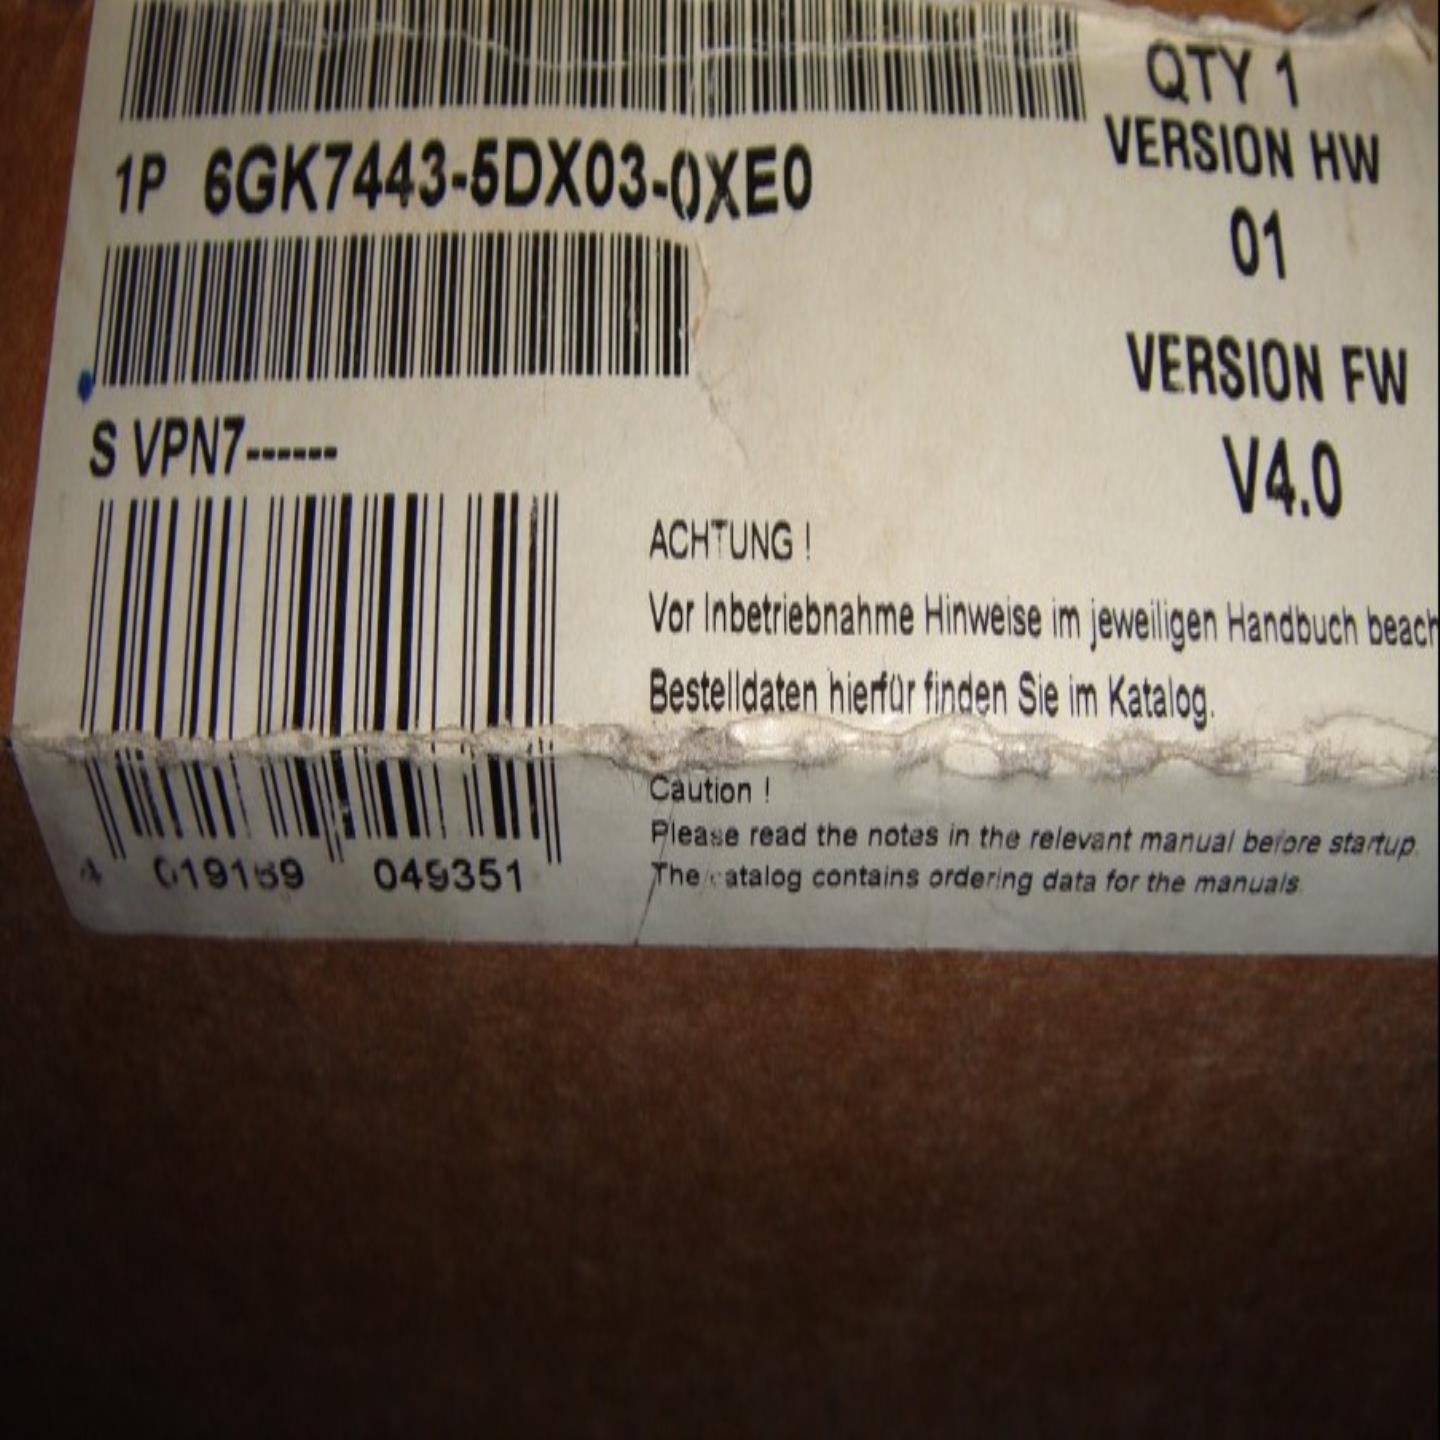 QTY 1
VERSION HW
01
1P 6GK7443-5DX03-0XE0
VERSION FW
V4.0
S VPN7------
ACHTUNG !
Vor Inbetriebnahme Hinweise im jeweiligen Handbuch beach
Bestelldaten hierfür finden Sie im Katalog.
Caution !
Please read the notes in the relevant manual before startup.
The catalog contains ordering data for the manuals
4 019169 049351